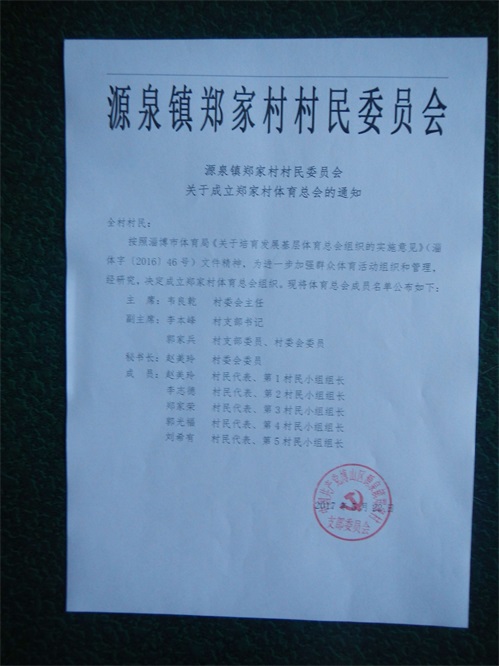 源泉镇郑家村村民委员会
源泉镇郑家村村民委员会
关于成立郑家村体育总会的通知
全村村民：
按照淄博市体育局《关于培育发展基层体育总会组织的实施意见》（淄
体字〔2016〕46号）文件精神，为进一步加强群众体育活动组织和管理，
经研究，决定成立郑家村体育总会组织。现将体育总会成员名单公布如下：
主 席：韦良乾 村委会主任
副主席：李本峰 村支部书记
郭家兵 村支部委员、村委会委员
秘书长：赵美玲 村委会委员
成 员：赵美玲 村民代表、第1村民小组组长
李志德 村民代表、第2村民小组组长
郑家荣 村民代表、第3村民小组组长
郭光福 村民代表、第4村民小组组长
刘希有 村民代表、第5村民小组组长
2017年 月22日
支部委员会